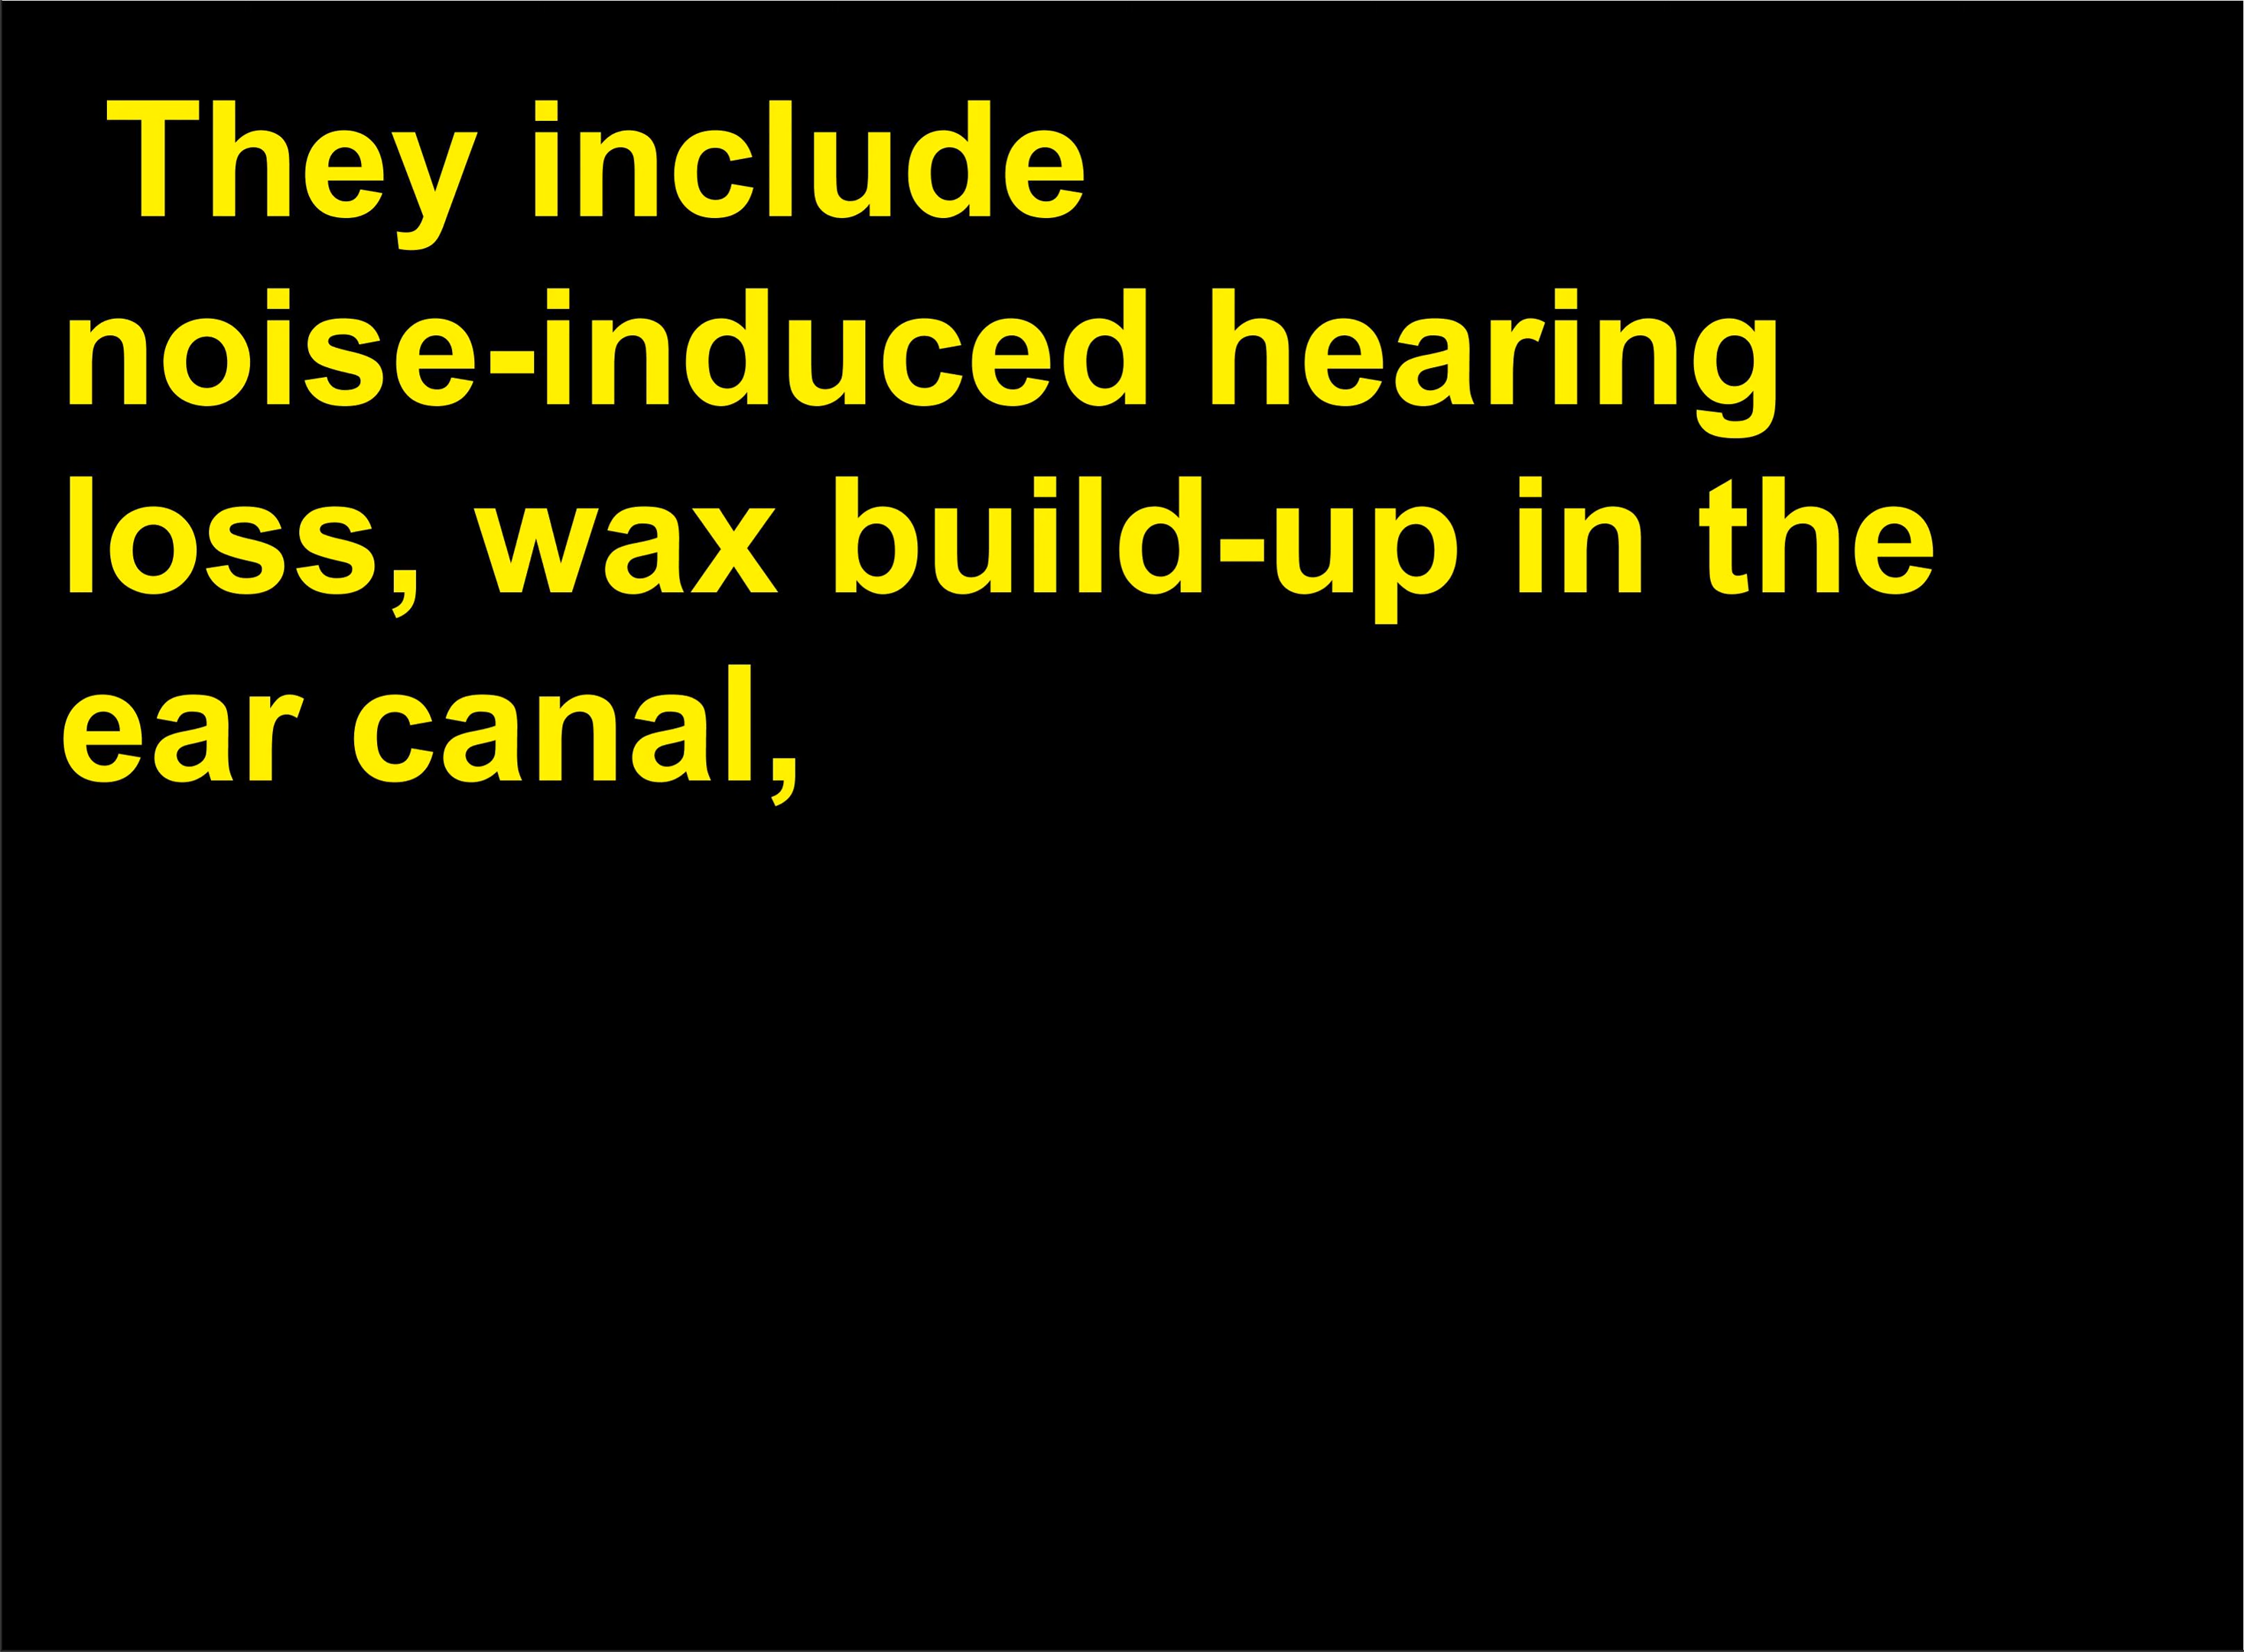 They include
noise-induced hearing
loss, wax build-up in the
ear canal,